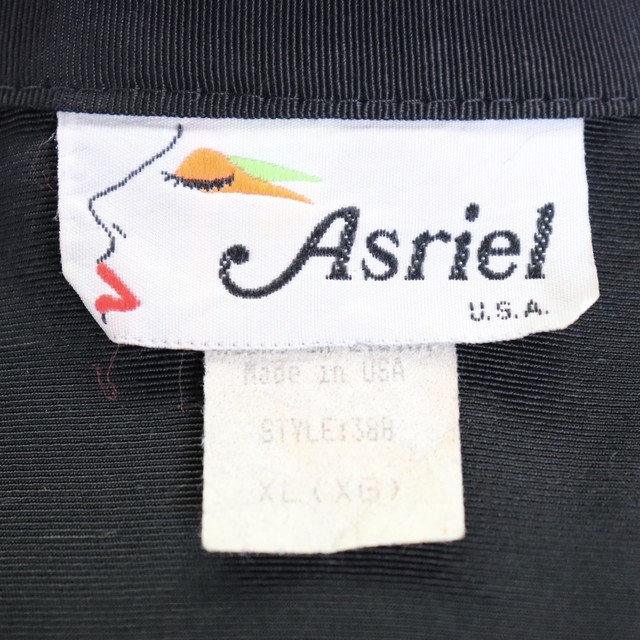 Asriel
U.S.A.
Made in USA
STYLE:388
XL(XG)